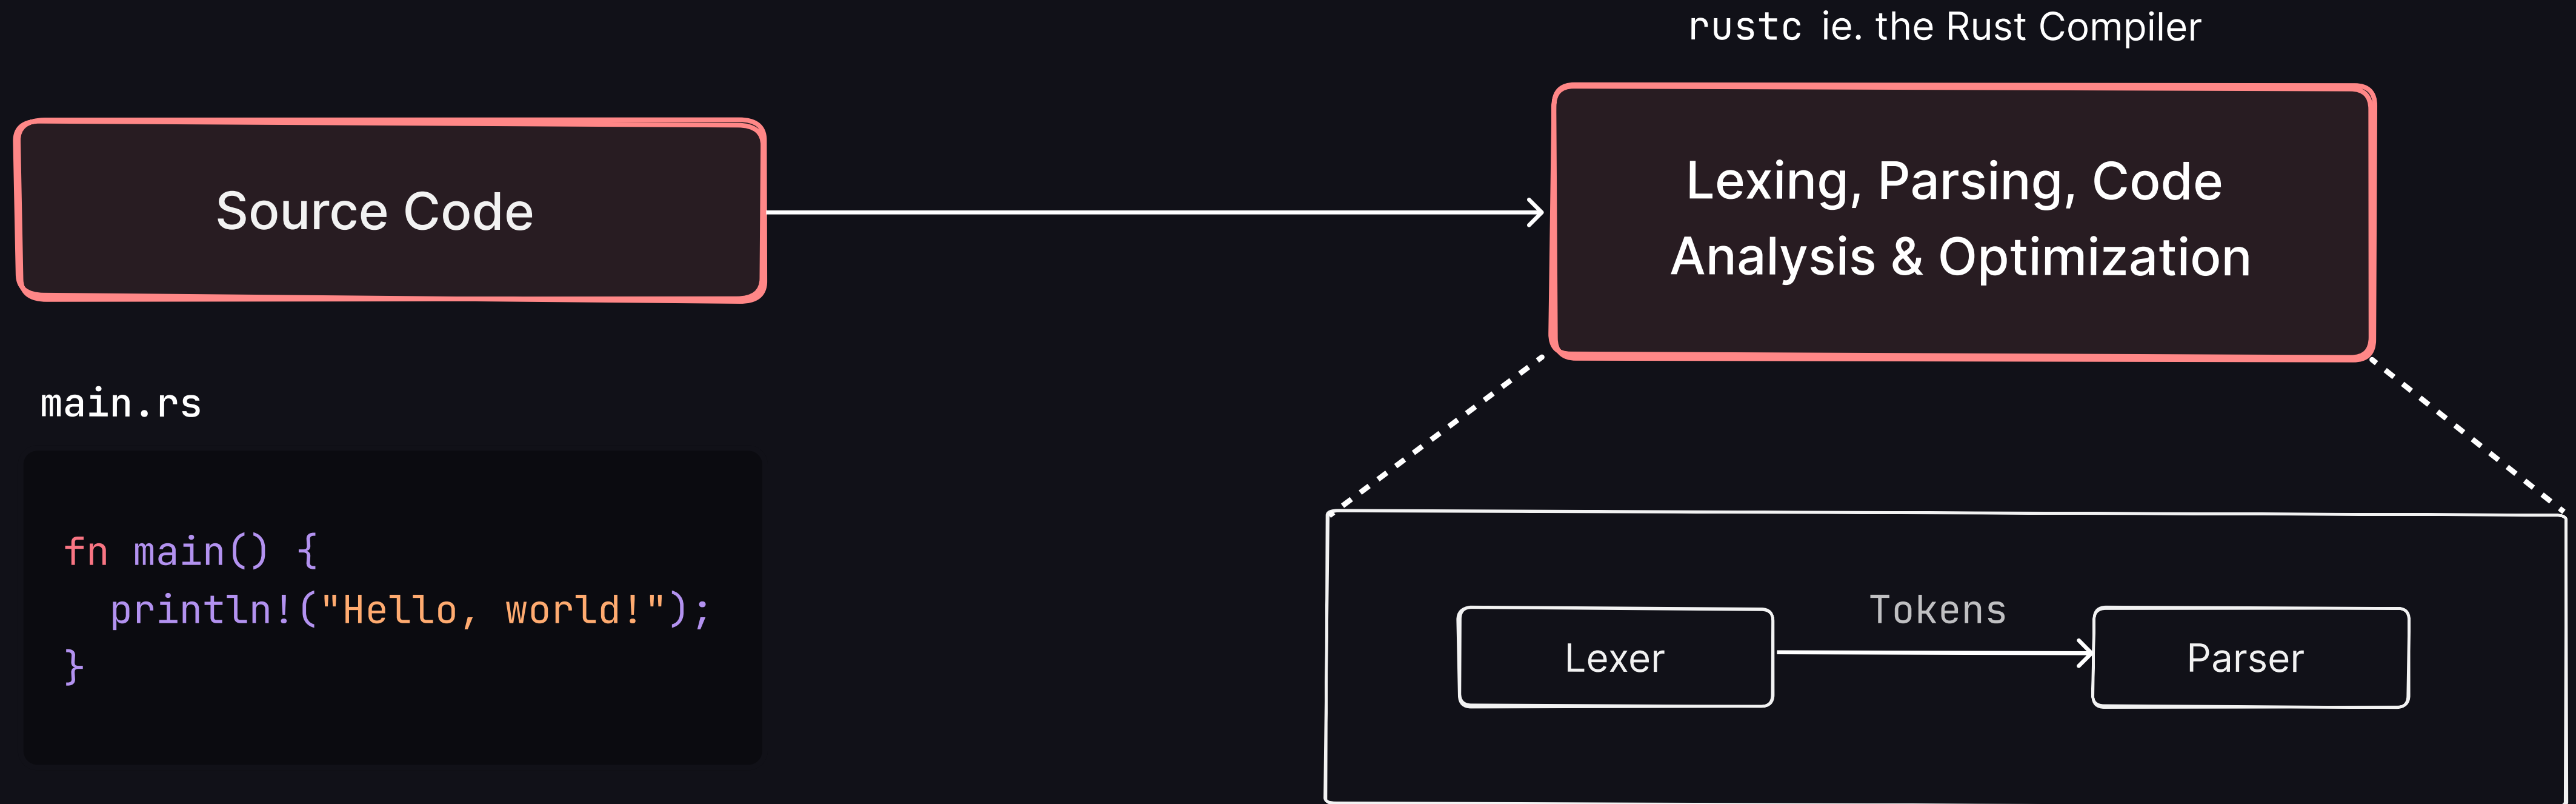 rustc ie. the Rust Compiler
Source Code
Lexing, Parsing, Code
Analysis & Optimization
main.rs
fn main() {
  println!("Hello, world!");
}
Lexer
Tokens
Parser